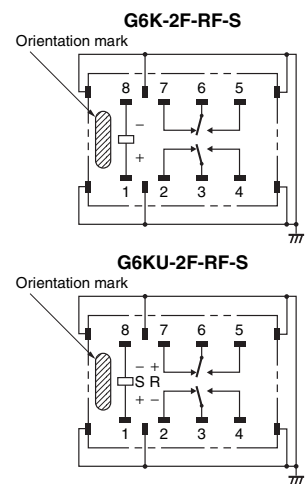 G6K-2F-RF-S
Orientation mark
8 7 6 5
−
+
1 2 3 4
G6KU-2F-RF-S
Orientation mark
8 7 6 5
− +
S R
+ −
1 2 3 4